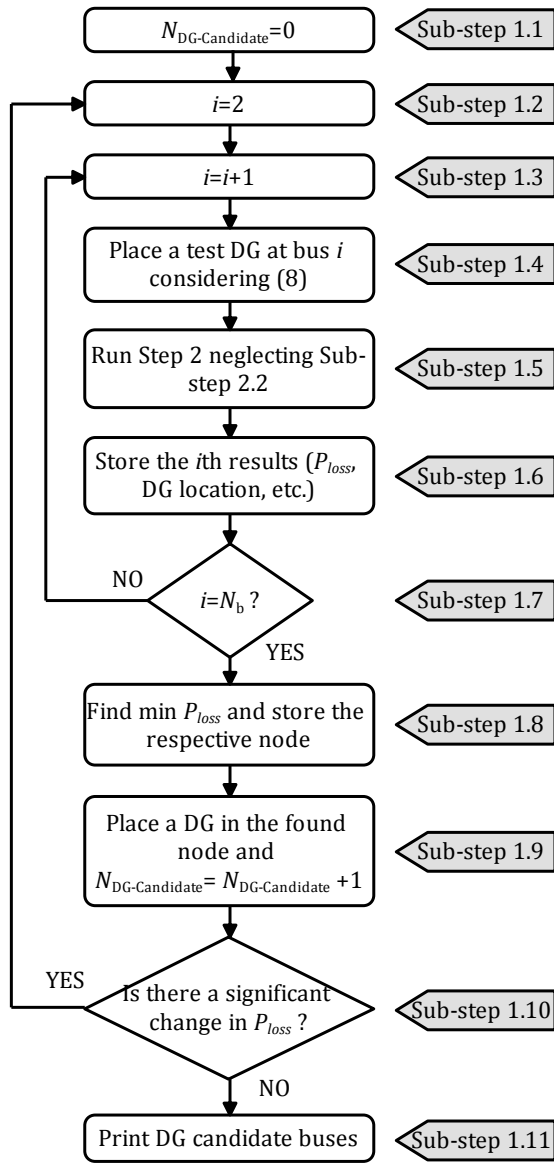 N_DG-Candidate=0
Sub-step 1.1
i=2
Sub-step 1.2
i=i+1
Sub-step 1.3
Place a test DG at bus i
considering (8)
Sub-step 1.4
Run Step 2 neglecting Sub-
step 2.2
Sub-step 1.5
Store the ith results (P_loss,
DG location, etc.)
Sub-step 1.6
NO
i=N_b ?
Sub-step 1.7
YES
Find min P_loss and store the
respective node
Sub-step 1.8
Place a DG in the found
node and
N_DG-Candidate= N_DG-Candidate +1
Sub-step 1.9
YES
Is there a significant
change in P_loss ?
Sub-step 1.10
NO
Print DG candidate buses
Sub-step 1.11